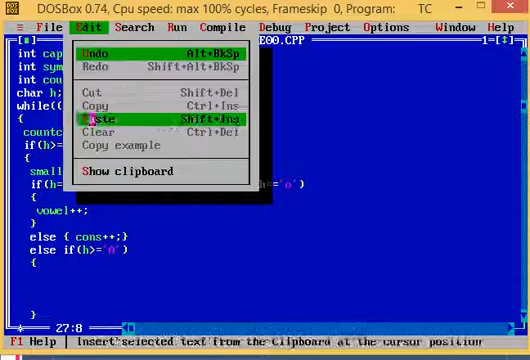 DOSBox 0.74, Cpu speed: max 100% cycles, Frameskip 0, Program: TC
≡ File Edit Search Run Compile Debug Project Options Window Help
E00.CPP 1=[↕]
int cap
int sym
int cou
char h;
while((
{
countc
if(h>
{
small
if(h= h=='o')
{
vowel++;
}
else { cons++;}
else if(h>='A')
{
}
Undo Alt+BkSp
Redo Shift+Alt+BkSp
Cut Shift+Del
Copy Ctrl+Ins
Paste Shift+Ins
Clear Ctrl+Del
Copy example
Show clipboard
27:8
F1 Help | Insert selected text from the Clipboard at the cursor position